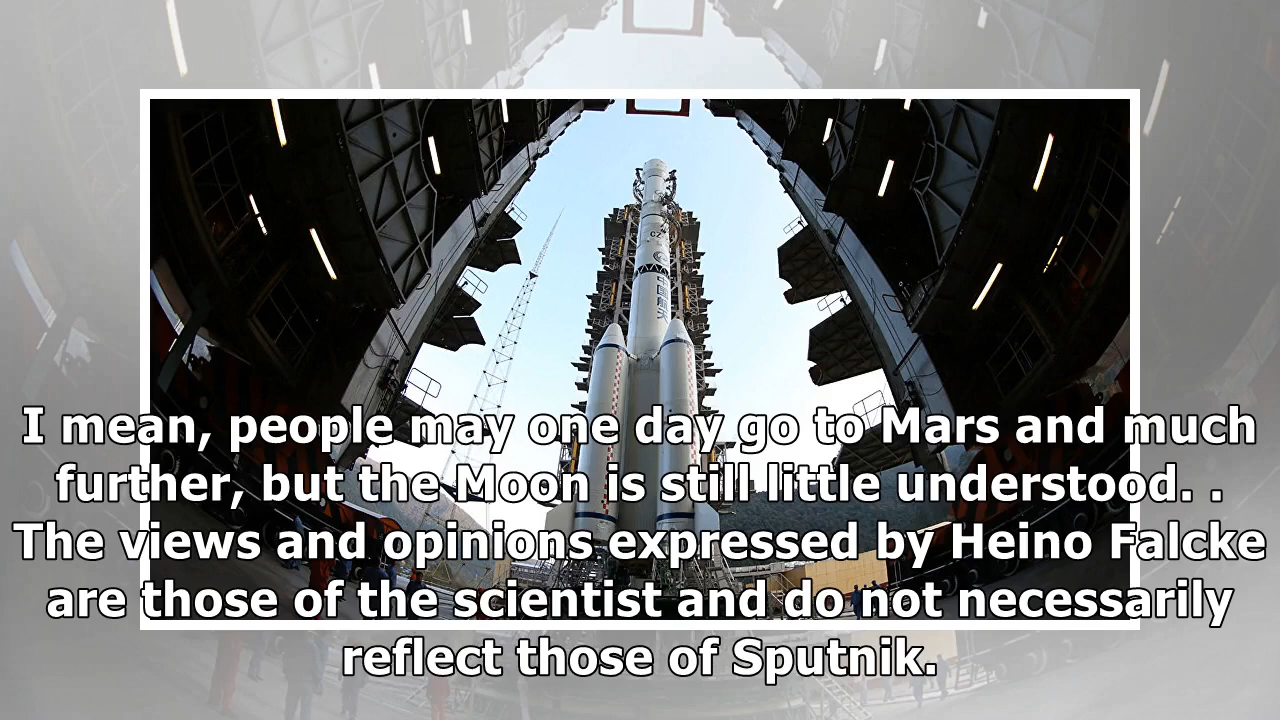 I mean, people may one day go to Mars and much
further, but the Moon is still little understood. .
The views and opinions expressed by Heino Falcke
are those of the scientist and do not necessarily
reflect those of Sputnik.